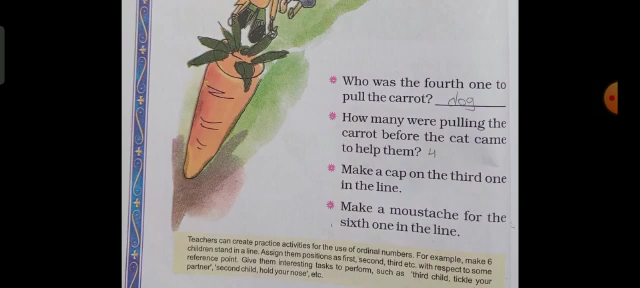 Who was the fourth one to
pull the carrot? dog
How many were pulling the
carrot before the cat came
to help them? 4
Make a cap on the third one
in the line.
Make a moustache for the
sixth one in the line.
Teachers can create practice activities for the use of ordinal numbers. For example, make 6
children stand in a line. Assign them positions as first, second, third etc. with respect to some
reference point. Give them interesting tasks to perform, such as 'third child, tickle your
partner', 'second child, hold your nose', etc.